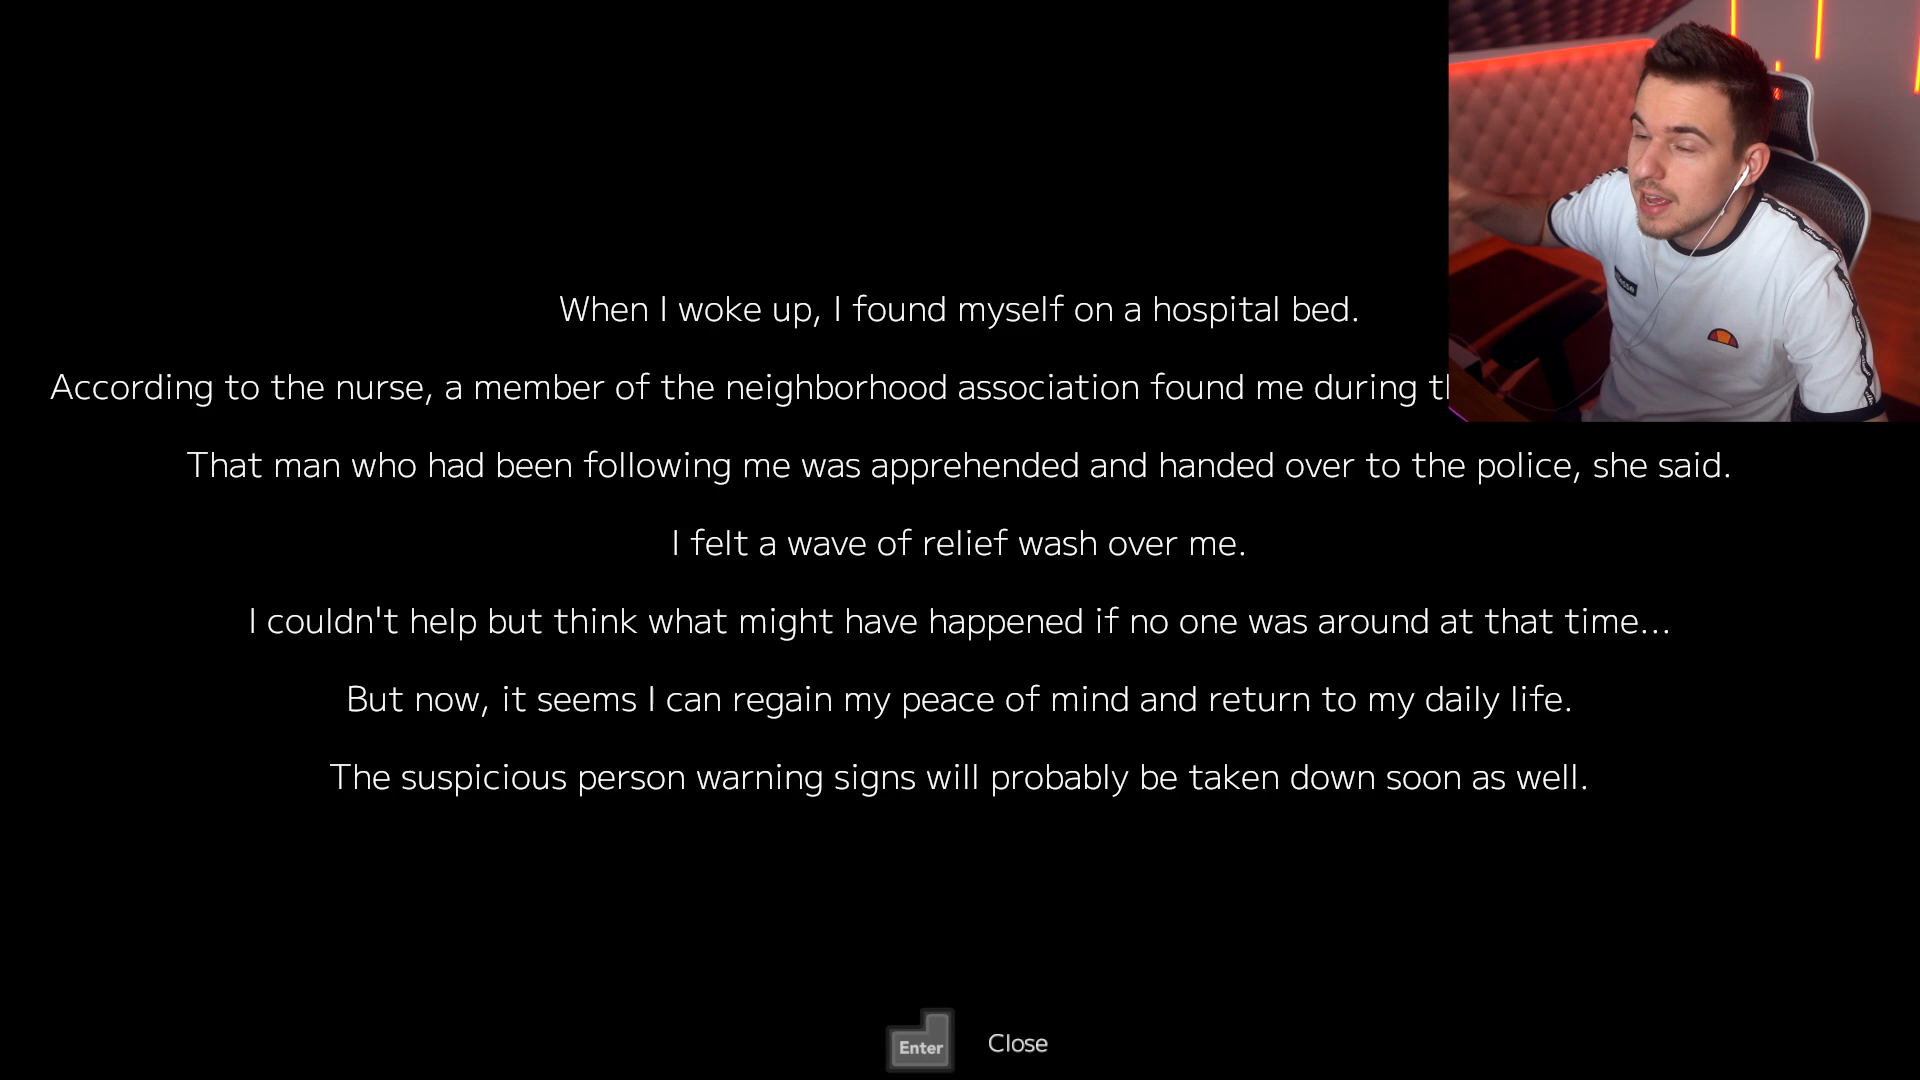 When I woke up, I found myself on a hospital bed.
According to the nurse, a member of the neighborhood association found me during
That man who had been following me was apprehended and handed over to the police, she said.
I felt a wave of relief wash over me.
I couldn't help but think what might have happened if no one was around at that time...
But now, it seems I can regain my peace of mind and return to my daily life.
The suspicious person warning signs will probably be taken down soon as well.
Enter Close